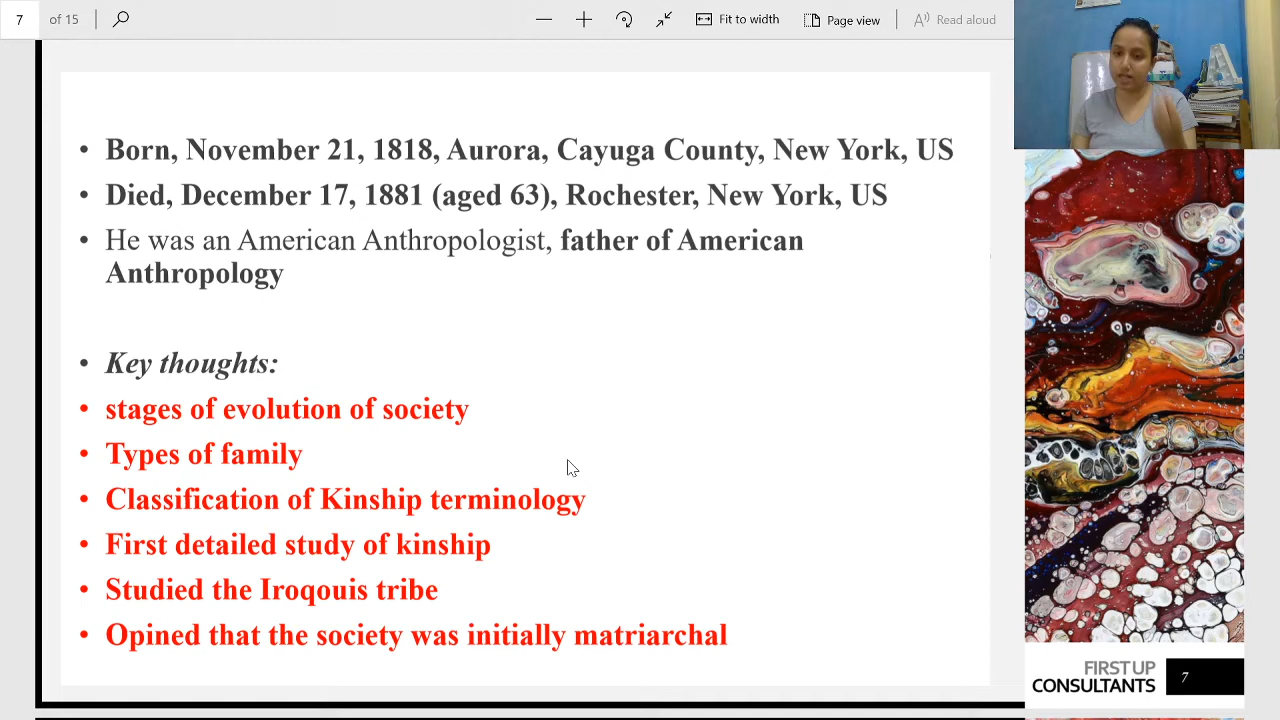 7 of 15
Fit to width
Page view
Read aloud
• Born, November 21, 1818, Aurora, Cayuga County, New York, US
• Died, December 17, 1881 (aged 63), Rochester, New York, US
• He was an American Anthropologist, father of American
Anthropology
• Key thoughts:
• stages of evolution of society
• Types of family
• Classification of Kinship terminology
• First detailed study of kinship
• Studied the Iroqouis tribe
• Opined that the society was initially matriarchal
FIRST UP
CONSULTANTS
7